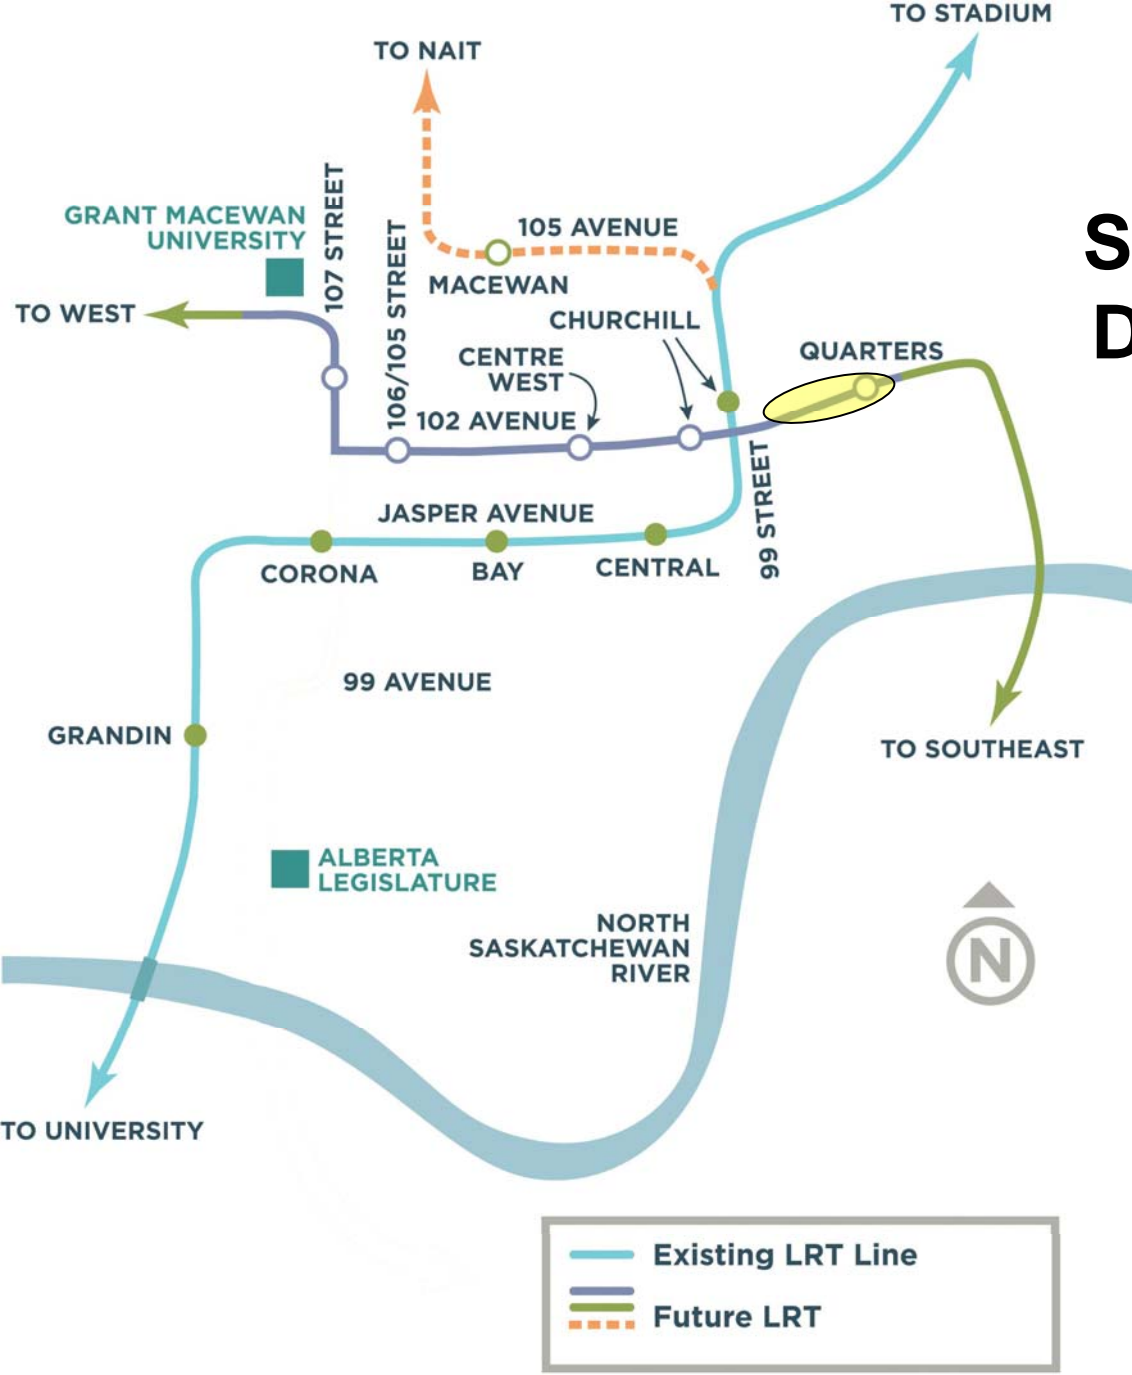 TO STADIUM
TO NAIT
GRANT MACEWAN
UNIVERSITY
107 STREET
106/105 STREET
105 AVENUE
MACEWAN
S
D
TO WEST
CHURCHILL
CENTRE
WEST
QUARTERS
102 AVENUE
99 STREET
JASPER AVENUE
CORONA
BAY
CENTRAL
99 AVENUE
GRANDIN
TO SOUTHEAST
ALBERTA
LEGISLATURE
NORTH
SASKATCHEWAN
RIVER
N
TO UNIVERSITY
Existing LRT Line
Future LRT